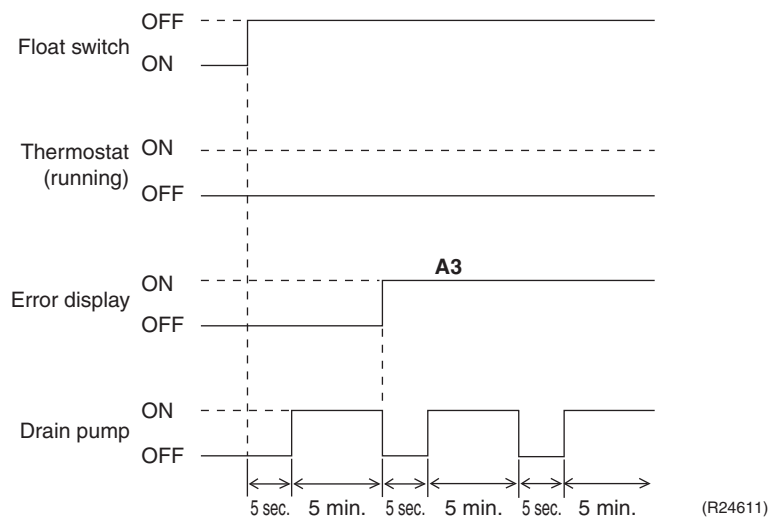 OFF
Float switch
ON
Thermostat ON
(running)
OFF
A3
ON
Error display
OFF
ON
Drain pump
OFF
5 sec. 5 min. 5 sec. 5 min. 5 sec. 5 min. (R24611)